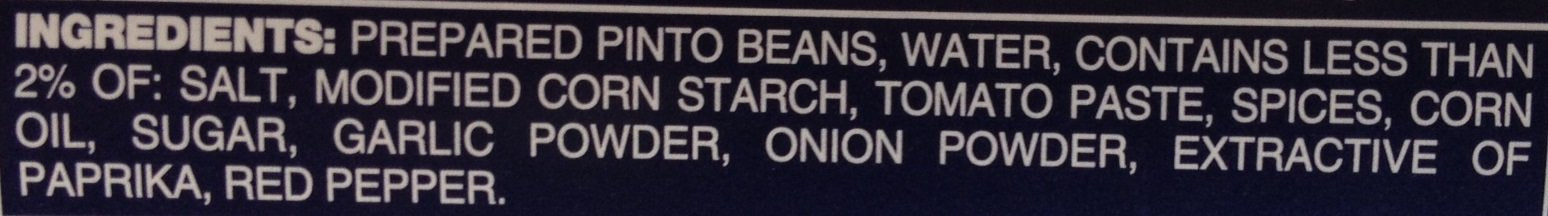 INGREDIENTS: PREPARED PINTO BEANS, WATER, CONTAINS LESS THAN
2% OF: SALT, MODIFIED CORN STARCH, TOMATO PASTE, SPICES, CORN
OIL, SUGAR, GARLIC POWDER, ONION POWDER, EXTRACTIVE OF
PAPRIKA, RED PEPPER.